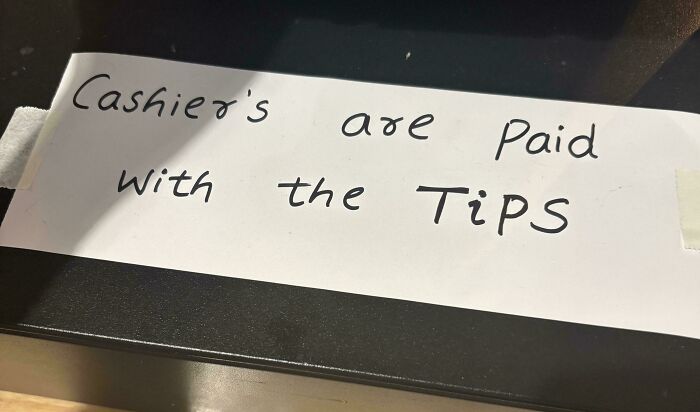 Cashier's are Paid
with the TiPS